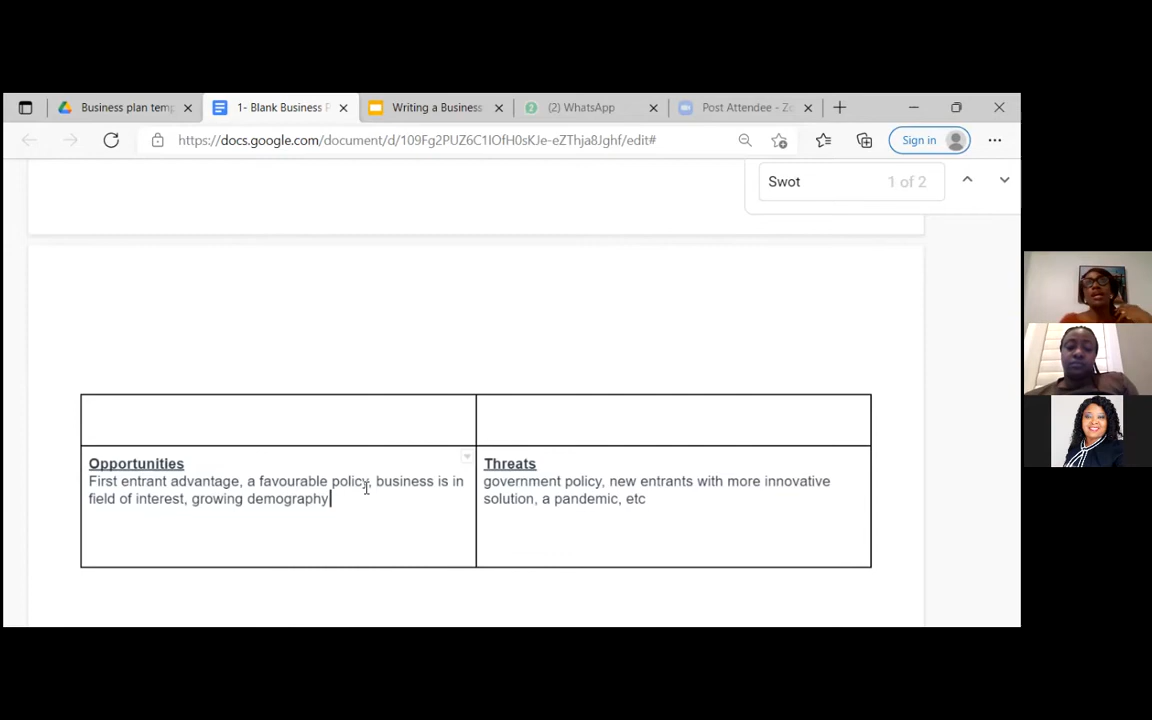 Business plan temp
1- Blank Business P
Writing a Business
(2) WhatsApp
Post Attendee - Zo
https://docs.google.com/document/d/109Fg2PUZ6C1lOfH0sKJe-eZThja8Jghf/edit#
Sign in
Swot 1 of 2
Opportunities
First entrant advantage, a favourable policy, business is in
field of interest, growing demography
Threats
government policy, new entrants with more innovative
solution, a pandemic, etc